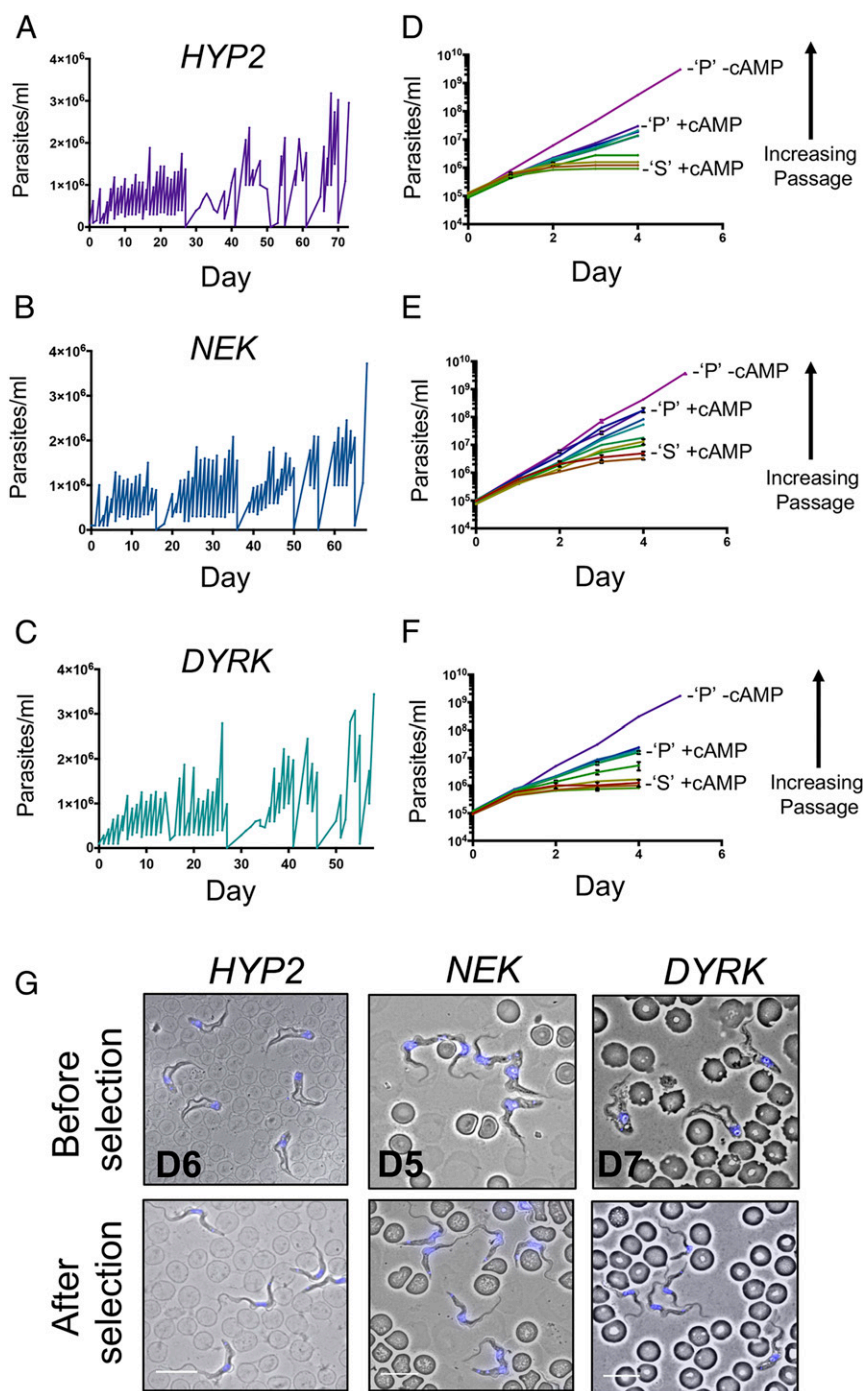 A
HYP2
Parasites/ml
4×10⁶
3×10⁶
2×10⁶
1×10⁶
0
0 10 20 30 40 50 60 70
Day
D
Parasites/ml
10¹⁰
10⁹
10⁸
10⁷
10⁶
10⁵
10⁴
0 2 4 6
Day
-‘P’ -cAMP
-‘P’ +cAMP
-‘S’ +cAMP
Increasing
Passage
B
NEK
Parasites/ml
4×10⁶
3×10⁶
2×10⁶
1×10⁶
0
0 10 20 30 40 50 60
Day
E
Parasites/ml
10¹⁰
10⁹
10⁸
10⁷
10⁶
10⁵
10⁴
0 2 4 6
Day
-‘P’ -cAMP
-‘P’ +cAMP
-‘S’ +cAMP
Increasing
Passage
C
DYRK
Parasites/ml
4×10⁶
3×10⁶
2×10⁶
1×10⁶
0
0 10 20 30 40 50
Day
F
Parasites/ml
10¹⁰
10⁹
10⁸
10⁷
10⁶
10⁵
10⁴
0 2 4 6
Day
-‘P’ -cAMP
-‘P’ +cAMP
-‘S’ +cAMP
Increasing
Passage
G
HYP2 NEK DYRK
Before
selection
D6 D5 D7
After
selection